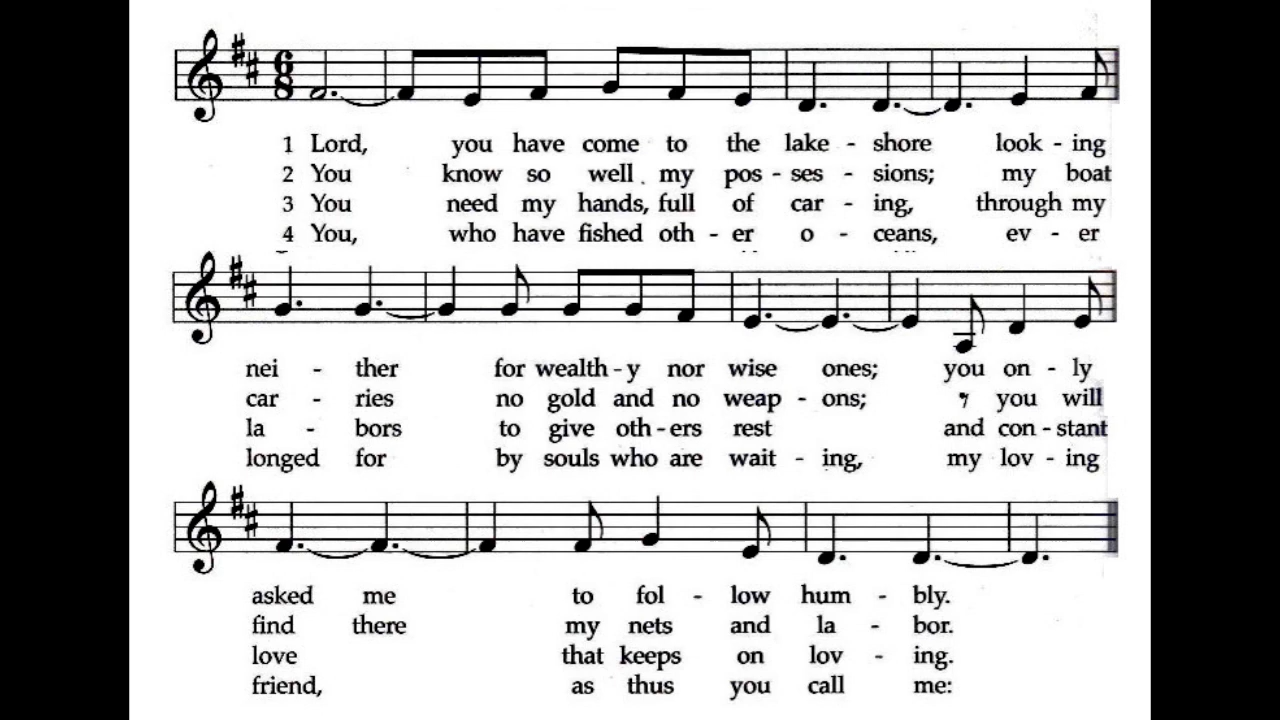 6
8
1 Lord, you have come to the lake - shore look - ing
2 You know so well my pos - ses - sions; my boat
3 You need my hands, full of car - ing, through my
4 You, who have fished oth - er o - ceans, ev - er
nei - ther for wealth - y nor wise ones; you on - ly
car - ries no gold and no weap - ons; you will
la - bors to give oth - ers rest and con - stant
longed for by souls who are wait - ing, my lov - ing
asked me to fol - low hum - bly.
find there my nets and la - bor.
love that keeps on lov - ing.
friend, as thus you call me: